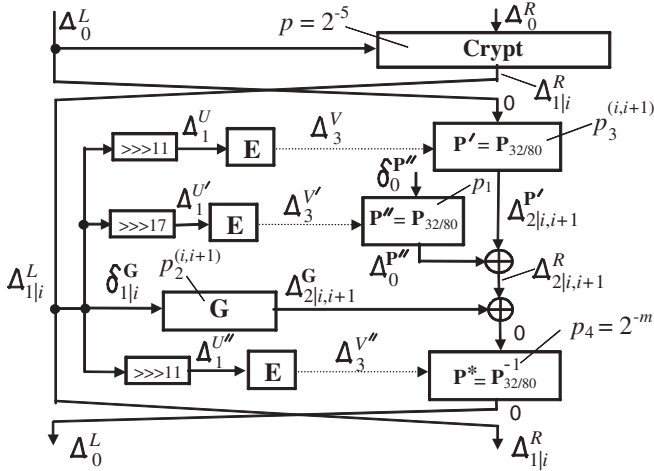 Δ_0^L
p = 2^{-5}
Δ_0^R
Crypt
Δ_{1|i}^R
0
p_3^{(i,i+1)}
>>>11
Δ_1^U
E
Δ_3^V
P' = P_{32/80}
δ_0^{P''}
p_1
>>>17
Δ_1^{U'}
E
Δ_3^{V'}
P'' = P_{32/80}
Δ_{2|i,i+1}^{P'}
Δ_0^{P''}
Δ_{2|i,i+1}^R
Δ_{1|i}^L
δ_{1|i}^G
p_2^{(i,i+1)}
G
Δ_{2|i,i+1}^G
0
p_4 = 2^{-m}
>>>11
Δ_1^{U''}
E
Δ_3^{V''}
P* = P_{32/80}^{-1}
0
Δ_0^L
Δ_{1|i}^R